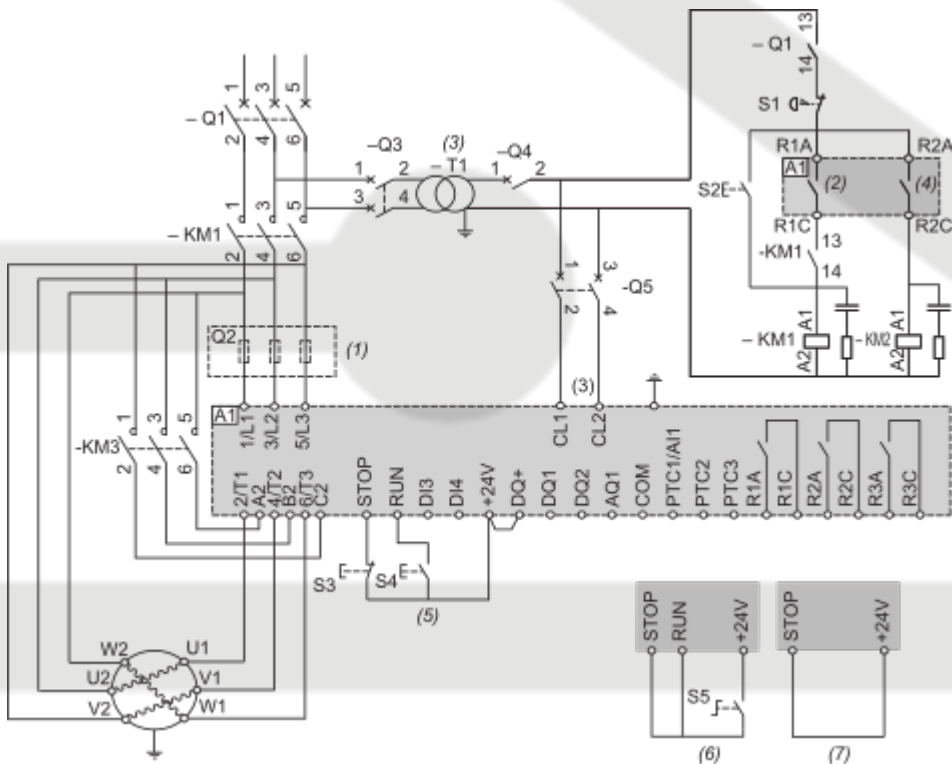 13
– Q1
14
S1
1 3 5
– Q1
2 4 6
–Q3
(3)
– T1
–Q4
1 2
3 4
1 2
R1A R2A
A1
S2
(2) (4)
R1C R2C
1 3 5
– KM1
2 4 6
-KM1
13
14
1 3
-Q5
2 4
A1 A1
– KM1
– KM2
A2 A2
Q2
(1)
(3)
A1
1/L1 3/L2 5/L3
CL1 CL2
1 3 5
-KM3
2 4 6
2/T1 A2 4/T2 B2 6/T3 C2
STOP RUN DI3 DI4 +24V DQ+ DQ1 DQ2 AQ1 COM PTC1/AI1 PTC2 PTC3 R1A R1C R2A R2C R3A R3C
S3 S4
(5)
W2 U1
U2 V1
V2 W1
STOP RUN +24V
S5
(6)
STOP +24V
(7)